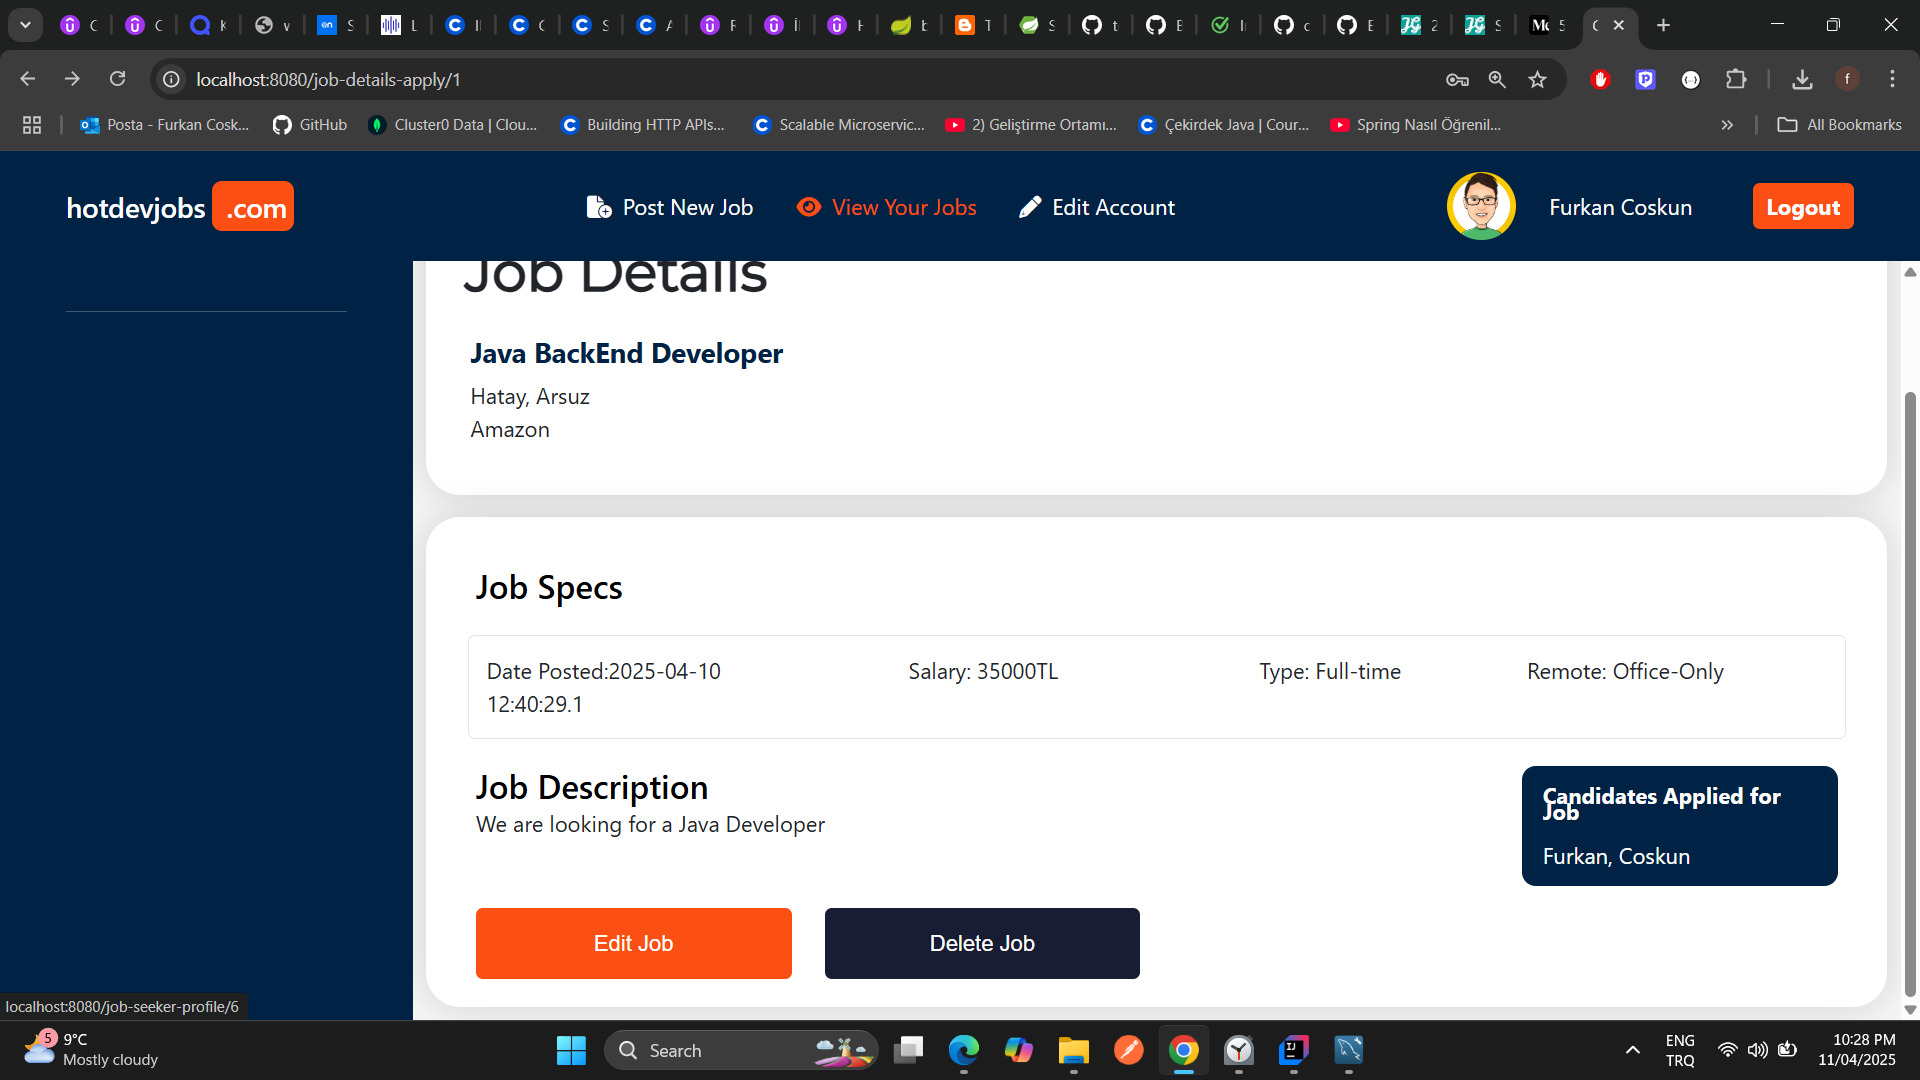 localhost:8080/job-details-apply/1
Posta - Furkan Cosk...
GitHub
Cluster0 Data | Clou...
Building HTTP APIs...
Scalable Microservic...
2) Geliştirme Ortamı...
Çekirdek Java | Cour...
Spring Nasıl Öğrenil...
All Bookmarks
hotdevjobs .com
Post New Job
View Your Jobs
Edit Account
Furkan Coskun
Logout
Job Details
Java BackEnd Developer
Hatay, Arsuz
Amazon
Job Specs
Date Posted:2025-04-10
12:40:29.1
Salary: 35000TL
Type: Full-time
Remote: Office-Only
Job Description
We are looking for a Java Developer
Candidates Applied for
Job
Furkan, Coskun
Edit Job
Delete Job
localhost:8080/job-seeker-profile/6
5
9°C
Mostly cloudy
Search
ENG
TRQ
10:28 PM
11/04/2025